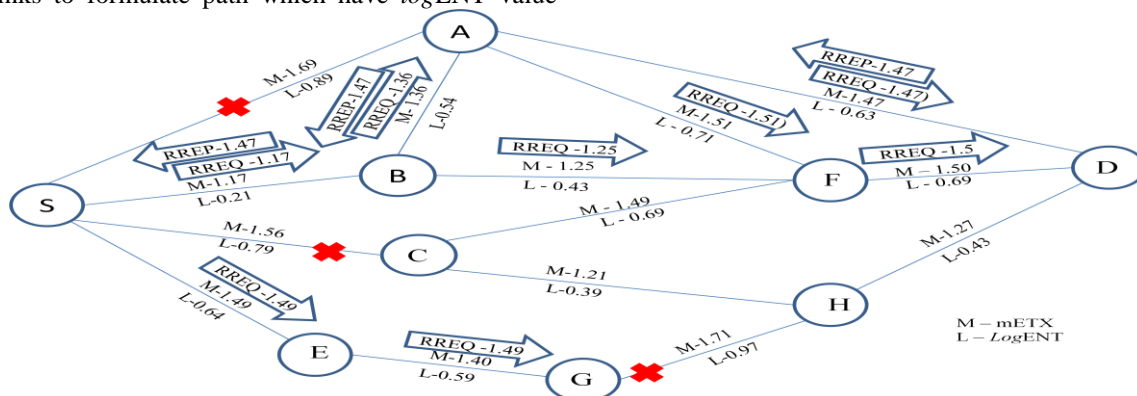 links to formulate path which have logENT value
A
M-1.69
L-0.89
RREP-1.47
RREQ -1.36
M- 1.36
L-0.54
RREP-1.47
RREQ -1.47)
M-1.47
L - 0.63
RREQ -1.51)
M-1.51
L - 0.71
RREP-1.47
RREQ -1.17
M-1.17
L-0.21
B
RREQ -1.25
M - 1.25
L - 0.43
F
RREQ -1.5
M – 1.50
L - 0.69
D
S
M-1.56
L-0.79
C
M - 1.49
L - 0.69
M-1.21
L-0.39
H
M-1.27
L-0.43
RREQ -1.49
M-1.49
L-0.64
E
RREQ -1.49
M-1.40
L-0.59
G
M-1.71
L-0.97
M – mETX
L – LogENT